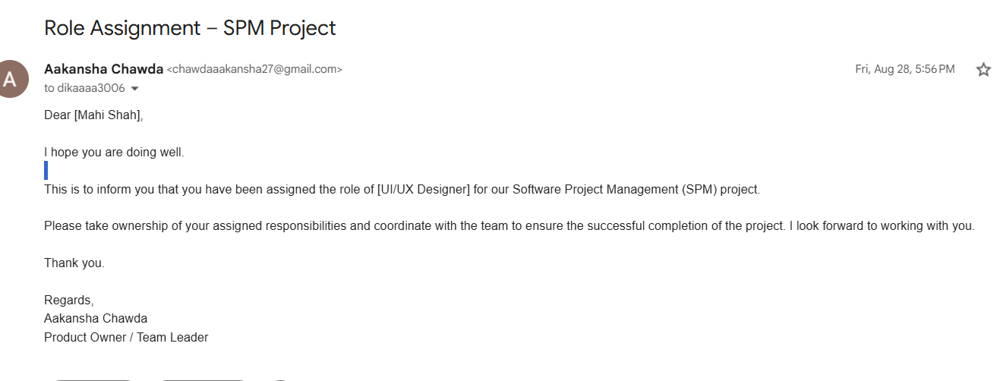 Role Assignment – SPM Project
A
Aakansha Chawda <chawdaaakansha27@gmail.com>
Fri, Aug 28, 5:56 PM
to dikaaaa3006
Dear [Mahi Shah],
I hope you are doing well.
This is to inform you that you have been assigned the role of [UI/UX Designer] for our Software Project Management (SPM) project.
Please take ownership of your assigned responsibilities and coordinate with the team to ensure the successful completion of the project. I look forward to working with you.
Thank you.
Regards,
Aakansha Chawda
Product Owner / Team Leader